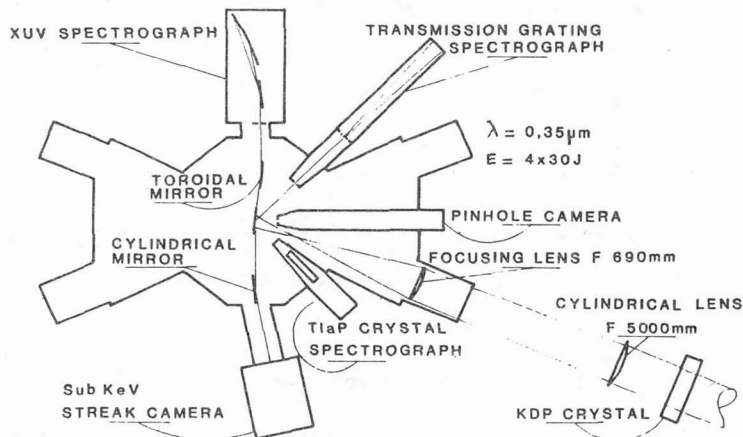 XUV SPECTROGRAPH
TRANSMISSION GRATING
SPECTROGRAPH
λ = 0,35µm
E = 4x30J
TOROIDAL
MIRROR
PINHOLE CAMERA
CYLINDRICAL
MIRROR
FOCUSING LENS F 690mm
CYLINDRICAL LENS
F 5000mm
TlaP CRYSTAL
SPECTROGRAPH
Sub KeV
STREAK CAMERA
KDP CRYSTAL